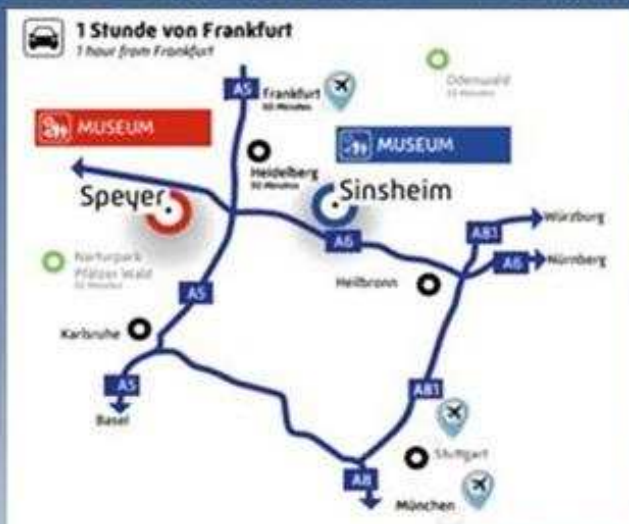 1 Stunde von Frankfurt
1 hour from Frankfurt
A5
Frankfurt
Odenwald
MUSEUM
MUSEUM
Heidelberg
Speyer
Sinsheim
A81
Würzburg
A6
A6
Nürnberg
Naturpark
Pfälzer Wald
A5
Heilbronn
Karlsruhe
A5
A81
Basel
Stuttgart
A8
München